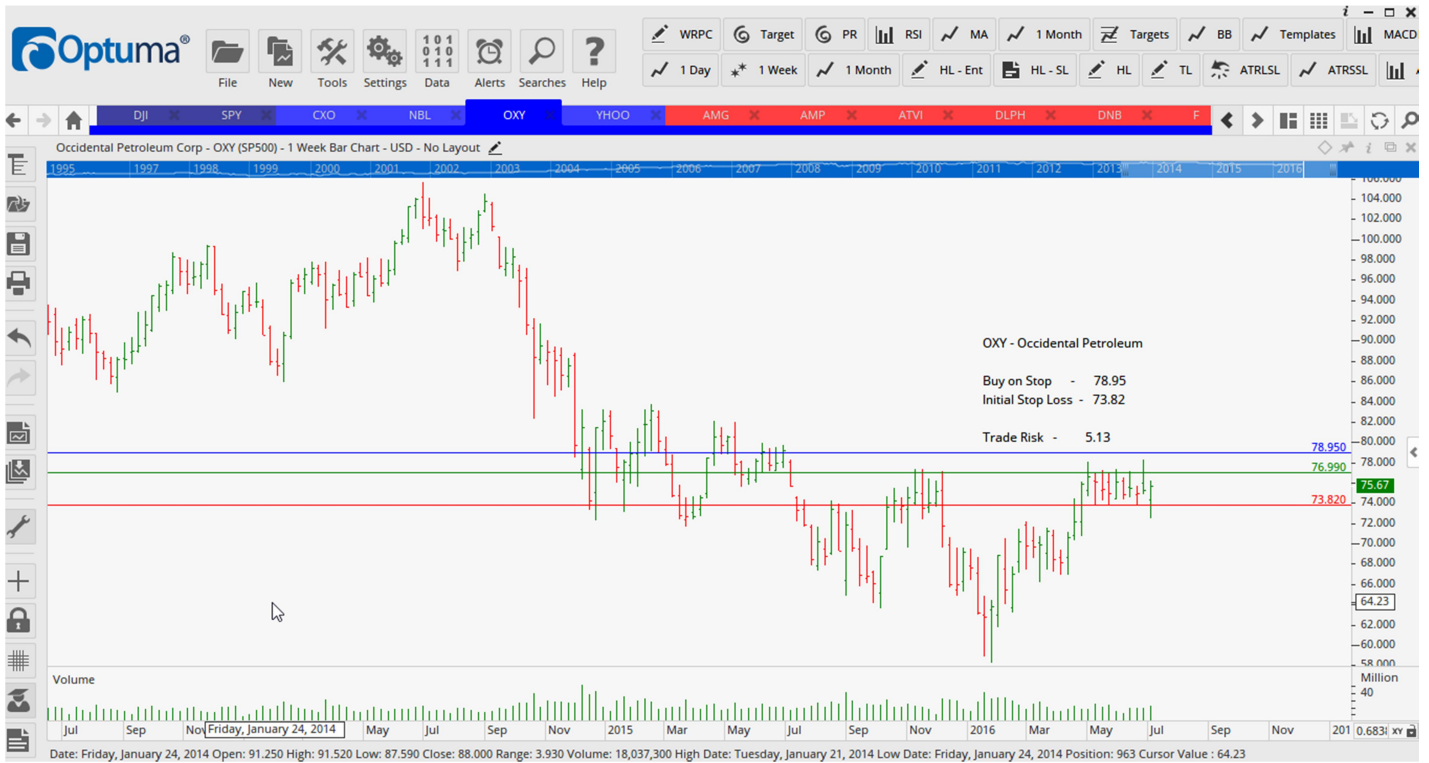 i
WRPC Target PR RSI MA 1 Month Targets BB Templates MACD
Optuma®
101
010
111
1 Day 1 Week 1 Month HL - Ent HL - SL HL TL ATRLSL ATRSSL
File New Tools Settings Data Alerts Searches Help
DJI SPY CXO NBL OXY YHOO AMG AMP ATVI DLPH DNB F
Occidental Petroleum Corp - OXY (SP500) - 1 Week Bar Chart - USD - No Layout
1995 1997 1998 1999 2000 2001 2002 2003 2004 2005 2006 2007 2008 2009 2010 2011 2012 2013 2014 2015 2016
106.000
104.000
102.000
100.000
98.000
96.000
94.000
92.000
90.000
88.000
86.000
84.000
82.000
80.000
78.000
75.67
74.000
72.000
70.000
68.000
66.000
64.23
62.000
60.000
58.000
OXY - Occidental Petroleum
Buy on Stop - 78.95
Initial Stop Loss - 73.82
Trade Risk - 5.13
78.950
76.990
73.820
Volume
Million
40
Jul Sep Nov Friday, January 24, 2014 May Jul Sep Nov 2015 Mar May Jul Sep Nov 2016 Mar May Jul Sep Nov 201 0.683 XY
Date: Friday, January 24, 2014 Open: 91.250 High: 91.520 Low: 87.590 Close: 88.000 Range: 3.930 Volume: 18,037,300 High Date: Tuesday, January 21, 2014 Low Date: Friday, January 24, 2014 Position: 963 Cursor Value : 64.23